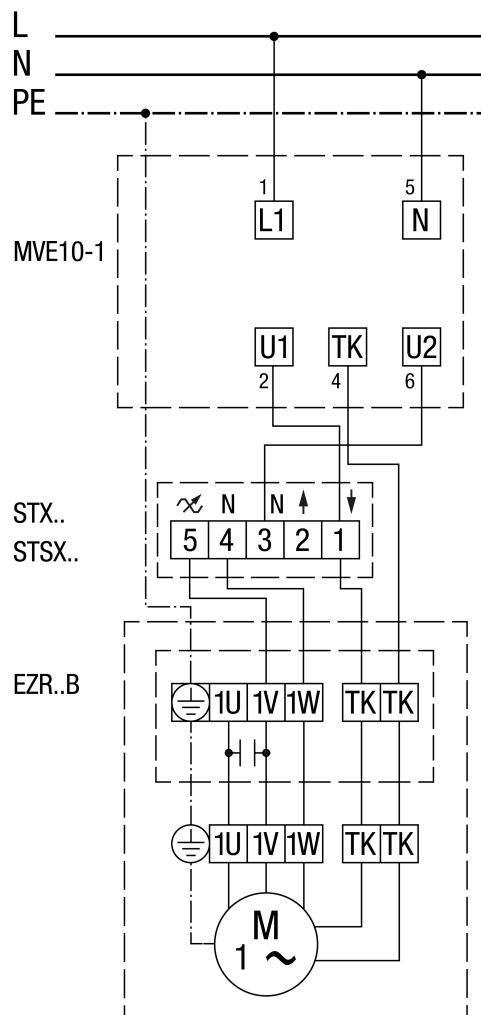 L
N
PE
1 5
L1 N
MVE10-1
U1 TK U2
2 4 6
N N
STX..
5 4 3 2 1
STSX..
EZR..B
1U 1V 1W TK TK
1U 1V 1W TK TK
M
1 ~